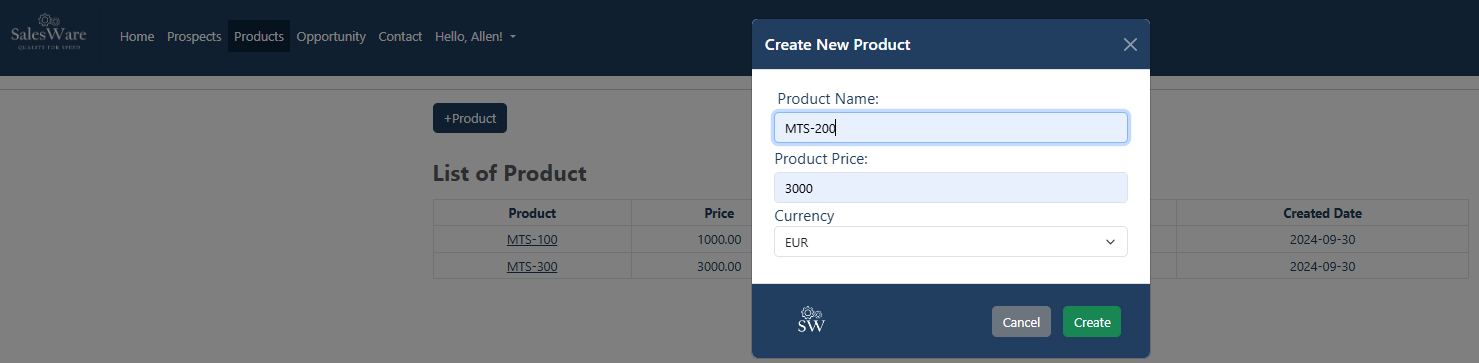 SalesWare
QUALITY FOR SPEED
Home Prospects Products Opportunity Contact Hello, Allen!
Create New Product
Product Name:
MTS-200
Product Price:
3000
Currency
EUR
SW
Cancel Create
+Product
List of Product
Product Price Created Date
MTS-100 1000.00 2024-09-30
MTS-300 3000.00 2024-09-30